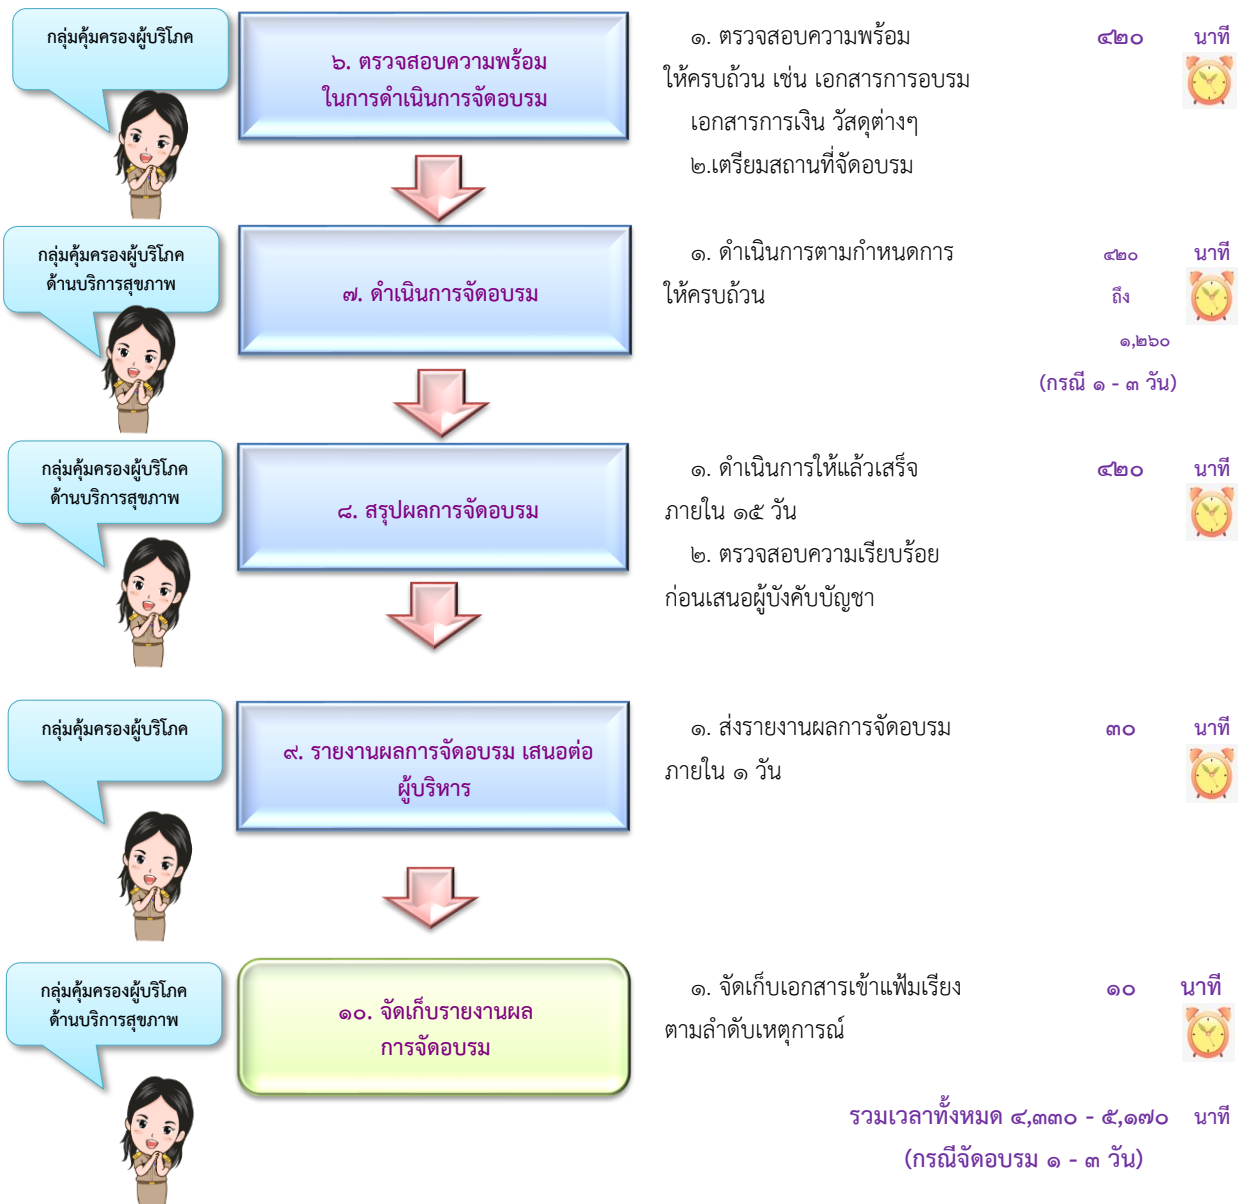 กลุ่มคุ้มครองผู้บริโภค
๖. ตรวจสอบความพร้อม
ในการดำเนินการจัดอบรม
๑. ตรวจสอบความพร้อม
ให้ครบถ้วน เช่น เอกสารการอบรม
เอกสารการเงิน วัสดุต่างๆ
๒.เตรียมสถานที่จัดอบรม
๔๒๐ นาที
กลุ่มคุ้มครองผู้บริโภค
ด้านบริการสุขภาพ
๗. ดำเนินการจัดอบรม
๑. ดำเนินการตามกำหนดการ
ให้ครบถ้วน
๔๒๐ นาที
ถึง
๑,๒๖๐
(กรณี ๑ - ๓ วัน)
กลุ่มคุ้มครองผู้บริโภค
ด้านบริการสุขภาพ
๘. สรุปผลการจัดอบรม
๑. ดำเนินการให้แล้วเสร็จ
ภายใน ๑๕ วัน
๒. ตรวจสอบความเรียบร้อย
ก่อนเสนอผู้บังคับบัญชา
๔๒๐ นาที
กลุ่มคุ้มครองผู้บริโภค
๙. รายงานผลการจัดอบรม เสนอต่อ
ผู้บริหาร
๑. ส่งรายงานผลการจัดอบรม
ภายใน ๑ วัน
๓๐ นาที
กลุ่มคุ้มครองผู้บริโภค
ด้านบริการสุขภาพ
๑๐. จัดเก็บรายงานผล
การจัดอบรม
๑. จัดเก็บเอกสารเข้าแฟ้มเรียง
ตามลำดับเหตุการณ์
๑๐ นาที
รวมเวลาทั้งหมด ๔,๓๓๐ - ๕,๑๗๐ นาที
(กรณีจัดอบรม ๑ - ๓ วัน)